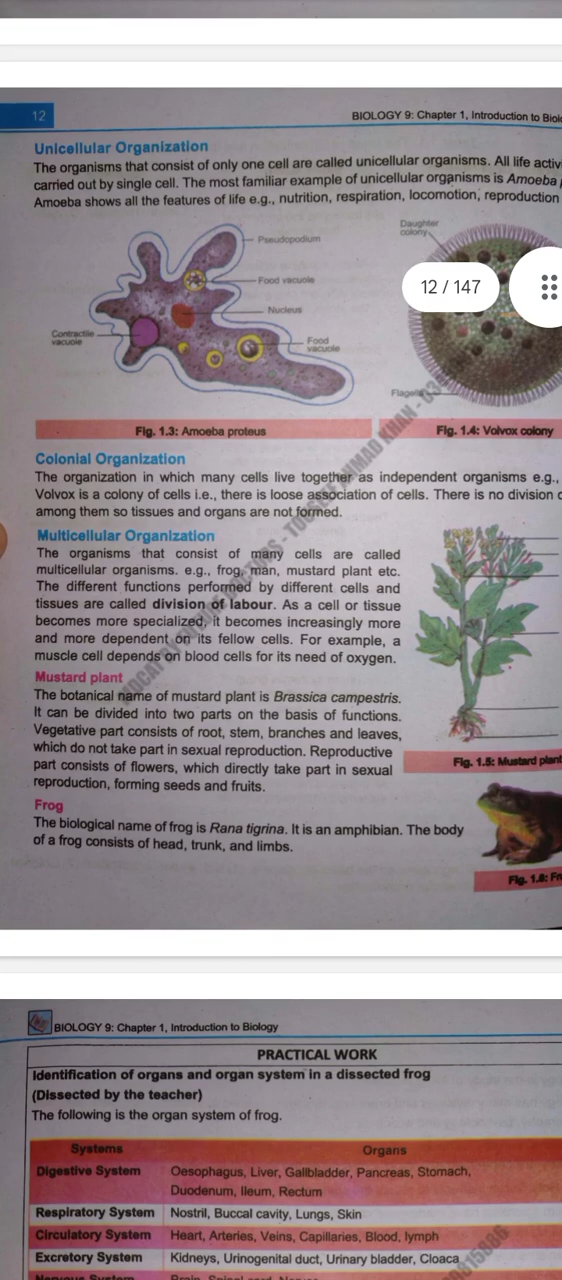 12
BIOLOGY 9: Chapter 1, Introduction to
Unicellular Organization
The organisms that consist of only one cell are called unicellular organisms. All life
carried out by single cell. The most familiar example of unicellular organisms is Amoeba
Amoeba shows all the features of life e.g., nutrition, respiration, locomotion, reproduction
Pseudopodium
Food vacuole
Nucleus
Food
vacuole
Contractile
vacuole
Daughter
colony
12 / 147
Fig. 1.3: Amoeba proteus
Fig. 1.4: Volvox colony
Colonial Organization
The organization in which many cells live together as independent organisms e.g.,
Volvox is a colony of cells i.e., there is loose association of cells. There is no division
among them so tissues and organs are not formed.
Multicellular Organization
The organisms that consist of many cells are called
multicellular organisms. e.g., frog, man, mustard plant etc.
The different functions performed by different cells and
tissues are called division of labour. As a cell or tissue
becomes more specialized, it becomes increasingly more
and more dependent on its fellow cells. For example, a
muscle cell depends on blood cells for its need of oxygen.
Mustard plant
The botanical name of mustard plant is Brassica campestris.
It can be divided into two parts on the basis of functions.
Vegetative part consists of root, stem, branches and leaves,
which do not take part in sexual reproduction. Reproductive
part consists of flowers, which directly take part in sexual
reproduction, forming seeds and fruits.
Fig. 1.5: Mustard plant
Frog
The biological name of frog is Rana tigrina. It is an amphibian. The body
of a frog consists of head, trunk, and limbs.
Fig. 1.6:
BIOLOGY 9: Chapter 1, Introduction to Biology
PRACTICAL WORK
Identification of organs and organ system in a dissected frog
(Dissected by the teacher)
The following is the organ system of frog.
Systems Organs
Digestive System Oesophagus, Liver, Gallbladder, Pancreas, Stomach,
Duodenum, Ileum, Rectum
Respiratory System Nostril, Buccal cavity, Lungs, Skin
Circulatory System Heart, Arteries, Veins, Capillaries, Blood, lymph
Excretory System Kidneys, Urinogenital duct, Urinary bladder, Cloaca